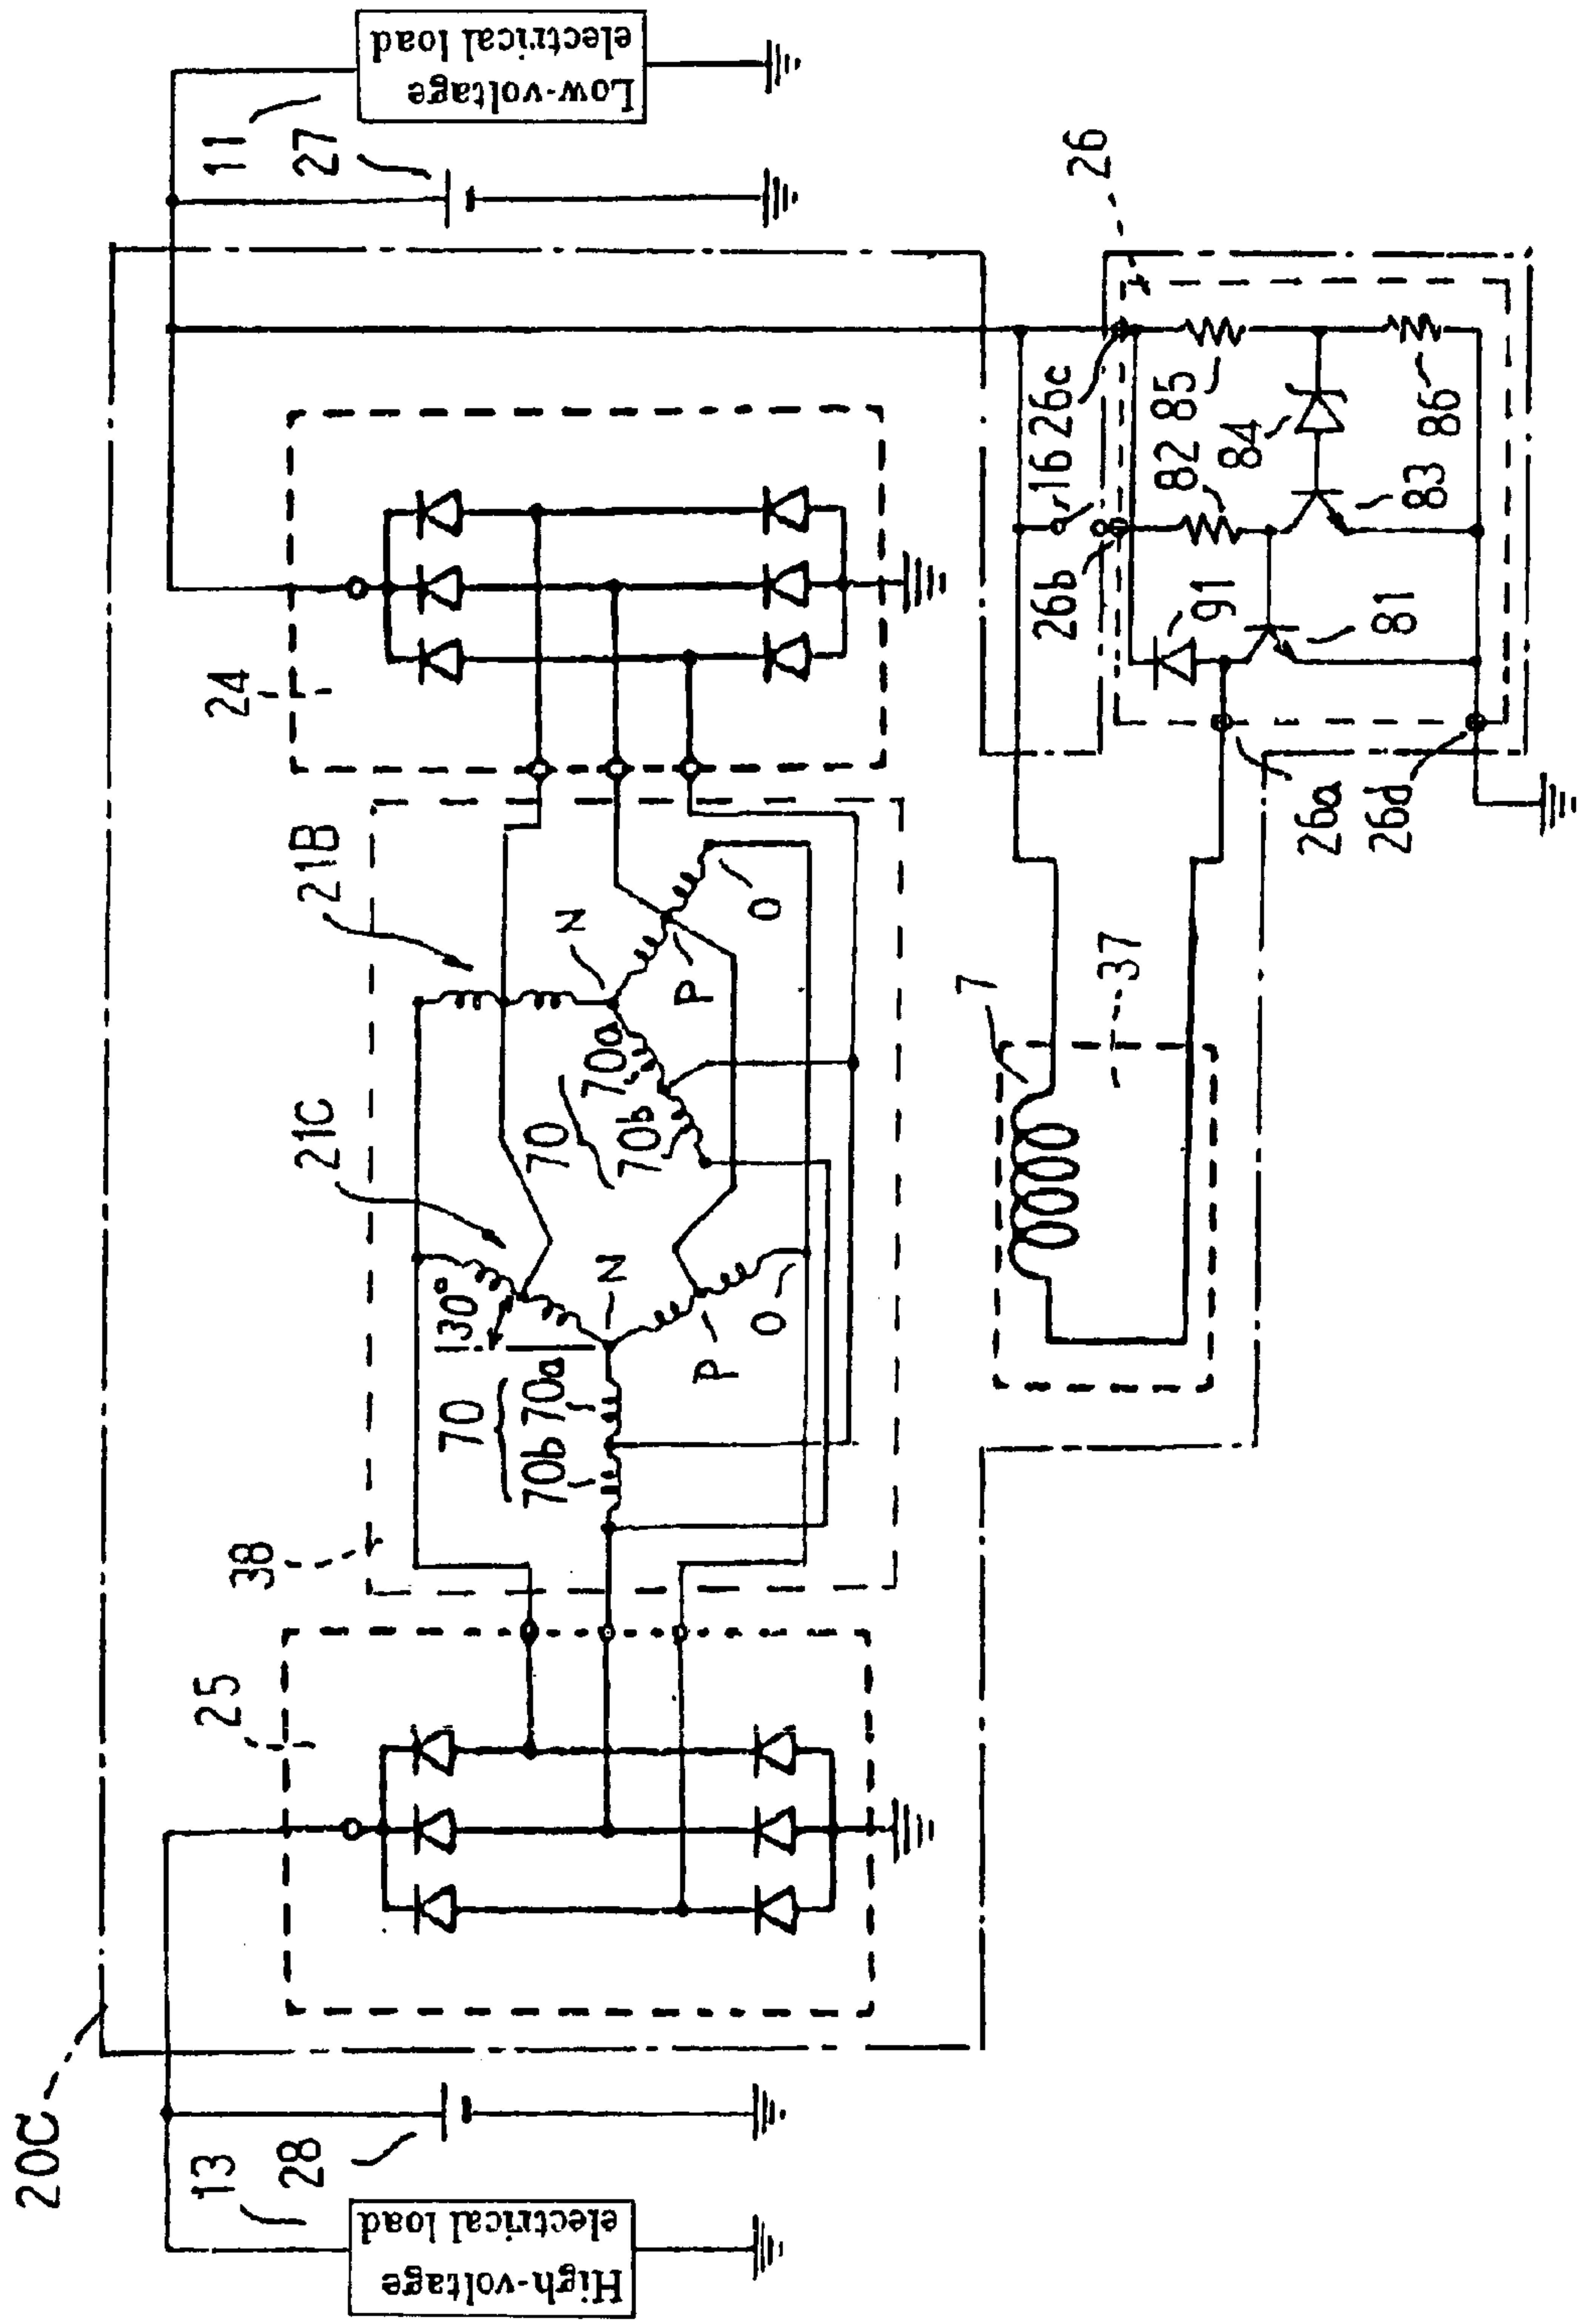 20C
13
28
High-voltage
electrical load
25
38
70
70b
70a
130°
21C
21B
N
N
70
70a
70b
P
P
O
O
24
11
27
Low-voltage
electrical load
7
37
26
16
26c
26b
82
85
84
91
81
83
86
26a
26d